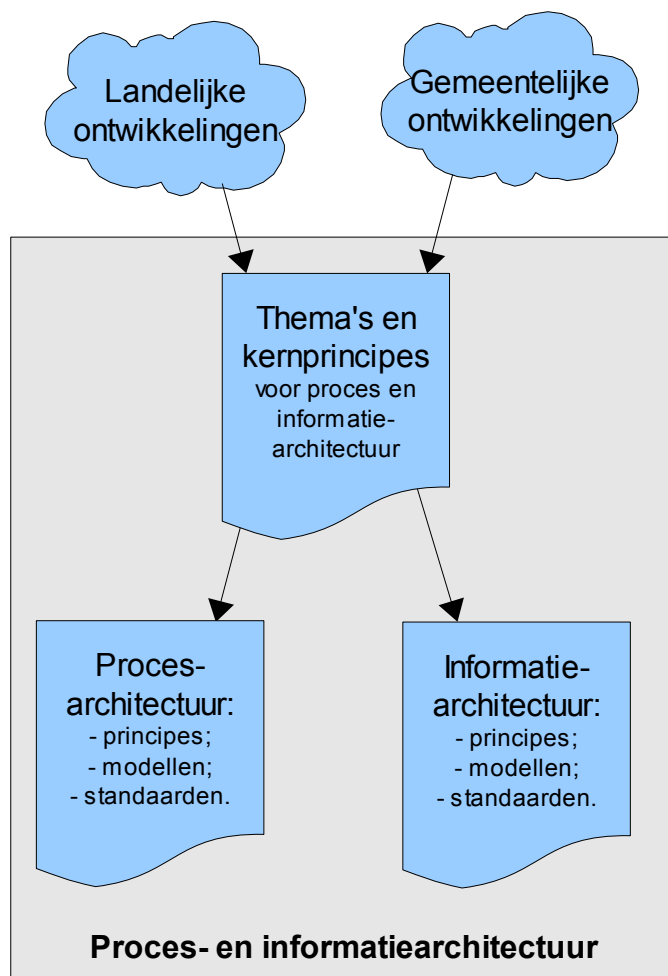 Landelijke
ontwikkelingen
Gemeentelijke
ontwikkelingen
Thema's en
kernprincipes
voor proces en
informatie-
architectuur
Proces-
architectuur:
- principes;
- modellen;
- standaarden.
Informatie-
architectuur:
- principes;
- modellen;
- standaarden.
Proces- en informatiearchitectuur